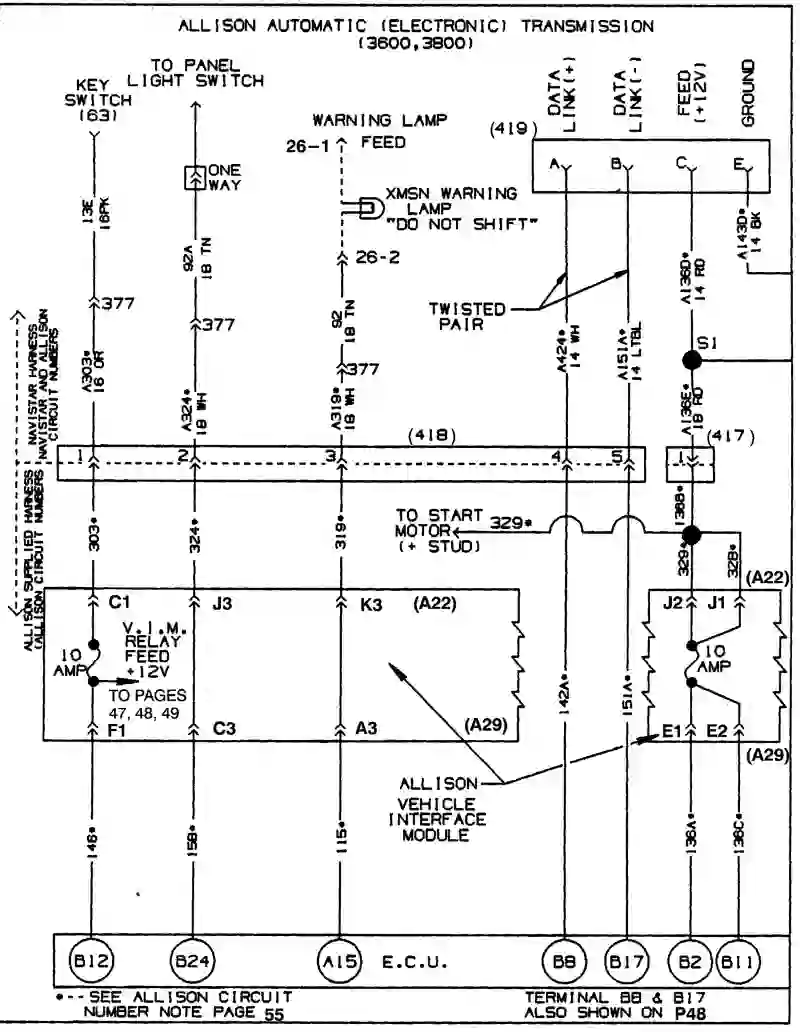 ALLISON AUTOMATIC (ELECTRONIC) TRANSMISSION
(3600,3800)
TO PANEL
LIGHT SWITCH
KEY
SWITCH
(63)
WARNING LAMP
26-1 FEED
DATA
LINK(+)
DATA
LINK(-)
FEED
(+12V)
GROUND
(419)
A
B
C
E
ONE
WAY
XMSN WARNING
LAMP
"DO NOT SHIFT"
26-2
13E
16PK
92A
18 TN
92
18 TN
377
377
377
TWISTED
PAIR
A143D*
14 BK
A136D*
14 RD
S1
NAVISTAR HARNESS
NAVISTAR AND ALLISON
CIRCUIT NUMBERS
A303*
16 OR
A324*
18 WH
A319*
18 WH
A424*
14 WH
A151A*
14 LTBL
A136E*
18 RD
(418)
(417)
1
2
3
4
5
1
ALLISON SUPPLIED HARNESS
(ALLISON CIRCUIT NUMBERS
303*
324*
319*
TO START
MOTOR
(+ STUD)
329*
136B*
329*
328*
(A22)
C1
J3
K3
(A22)
J2
J1
10
AMP
V.I.M.
RELAY
FEED
+12V
TO PAGES
47, 48, 49
10
AMP
142A*
151A*
F1
C3
A3
(A29)
E1
E2
(A29)
ALLISON
VEHICLE
INTERFACE
MODULE
146*
158*
115*
136A*
136C*
B12
B24
A15
E.C.U.
B8
B17
B2
B11
*-- SEE ALLISON CIRCUIT
NUMBER NOTE PAGE 55
TERMINAL B8 & B17
ALSO SHOWN ON P48